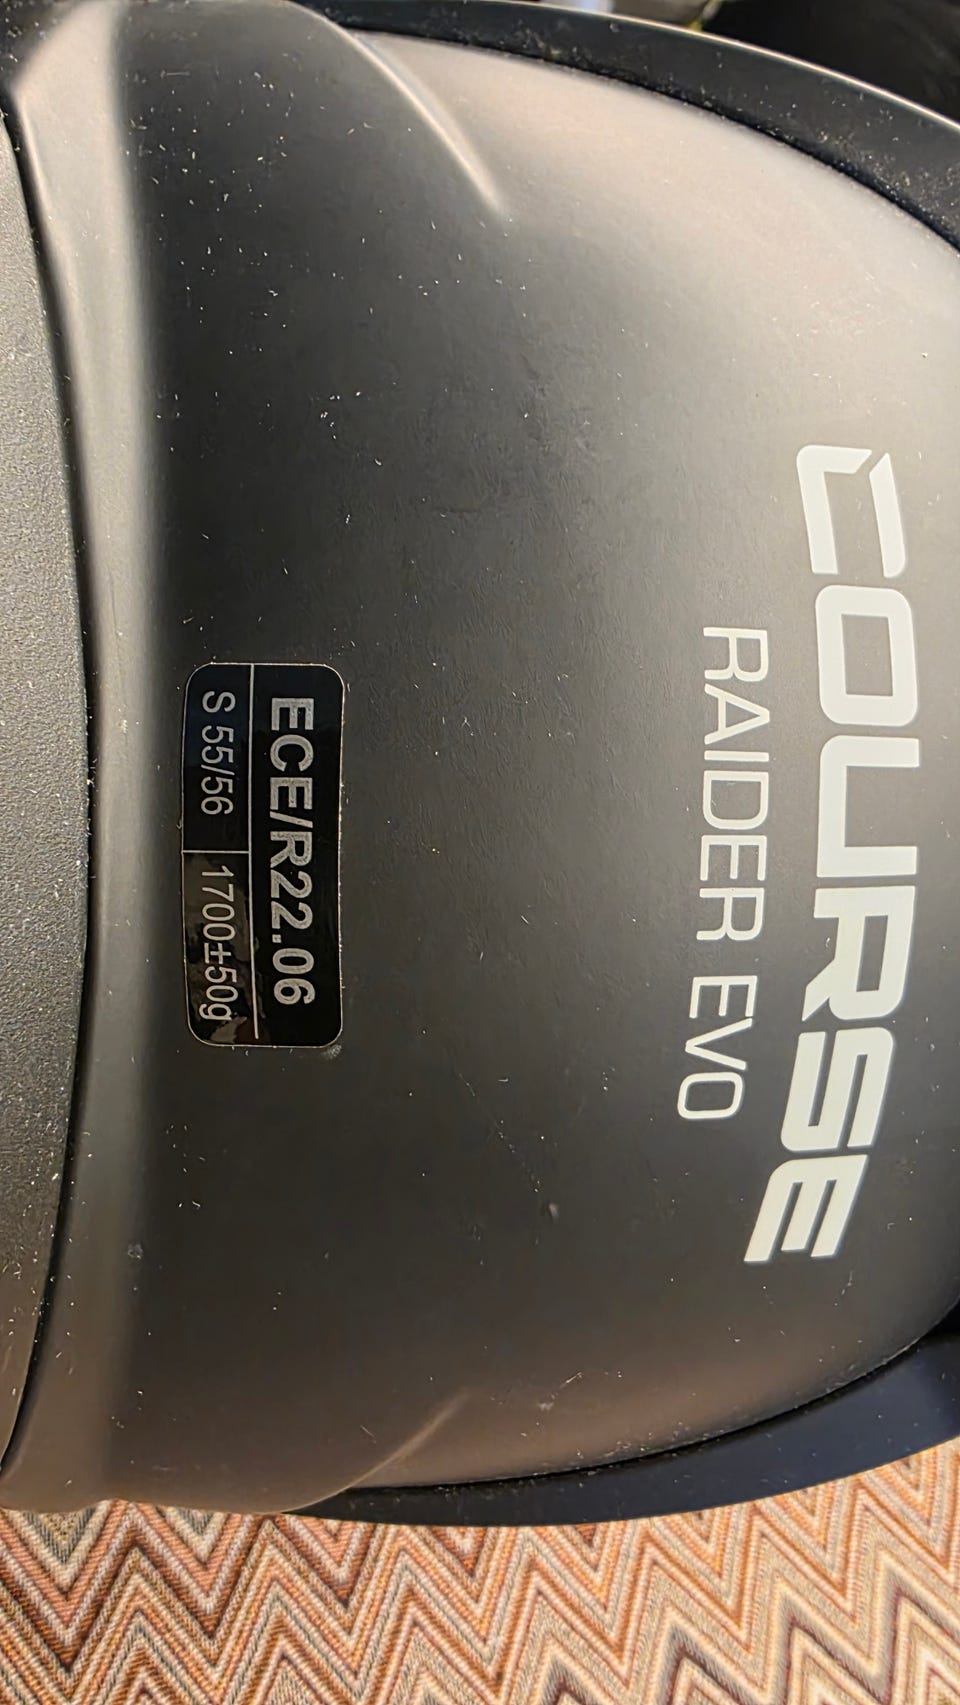 COURSE
RAIDER EVO
ECE/R22.06
S 55/56 1700±50g